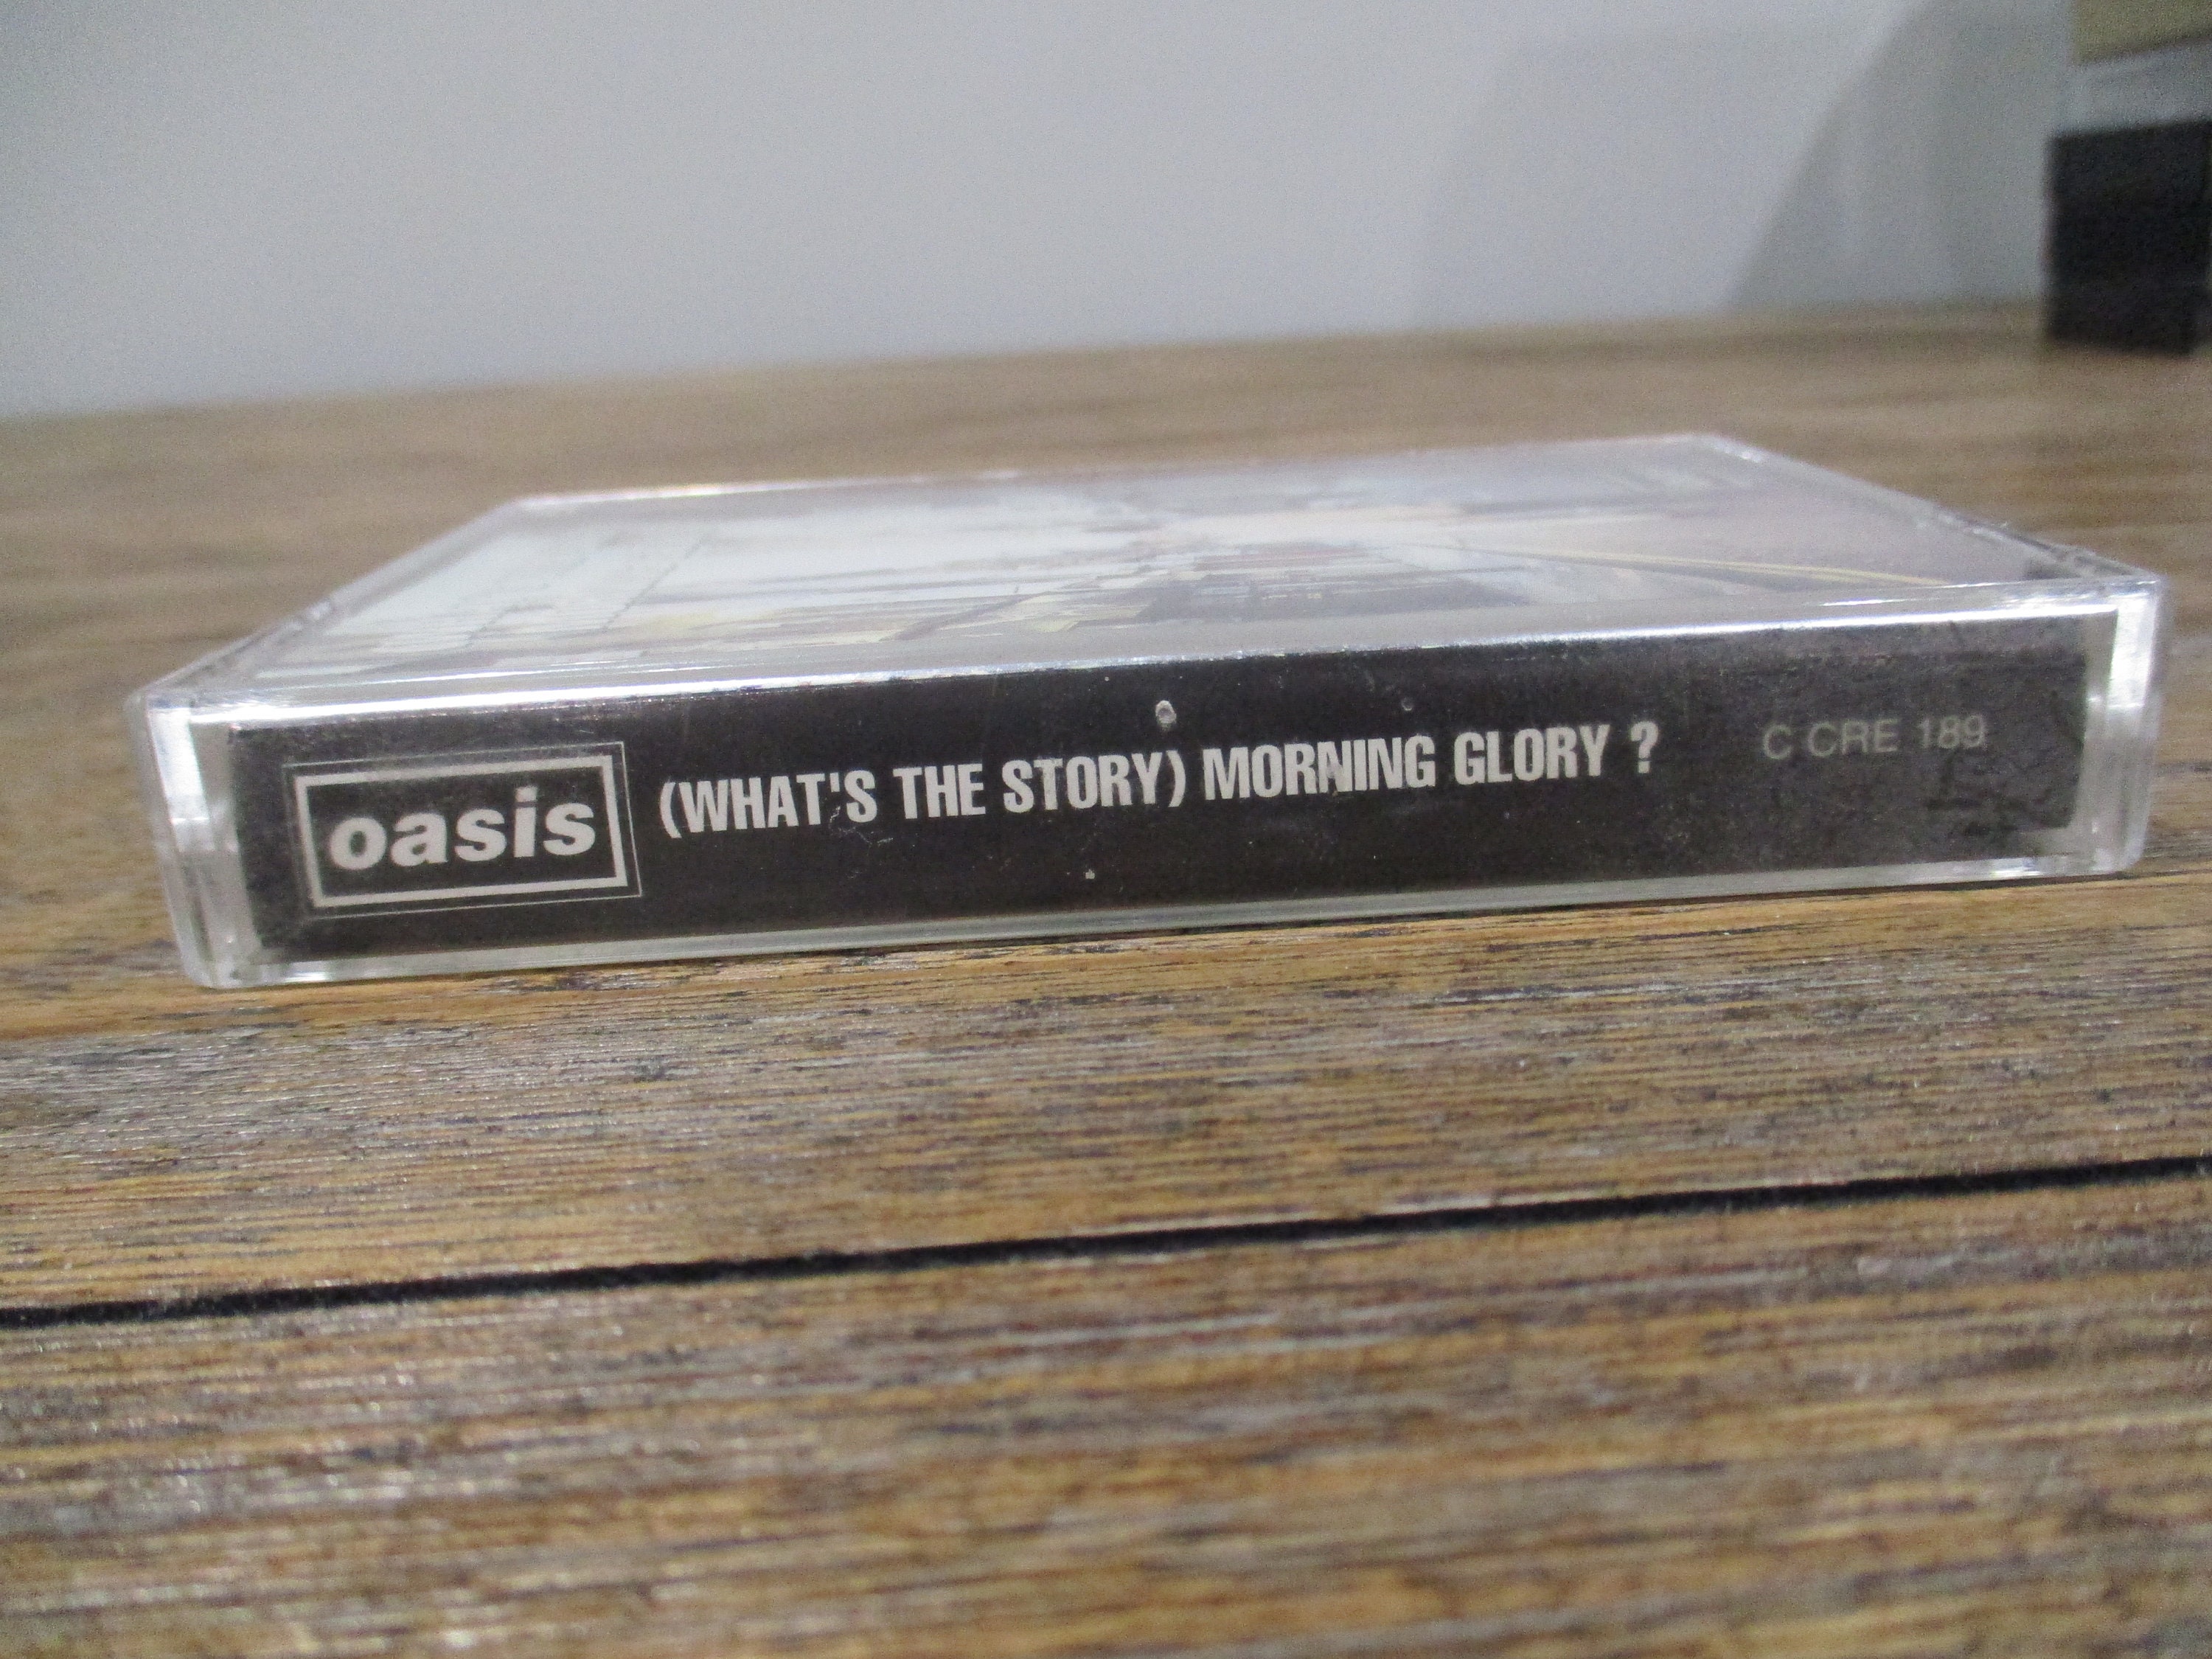 oasis (WHAT'S THE STORY) MORNING GLORY ? C CRE 189